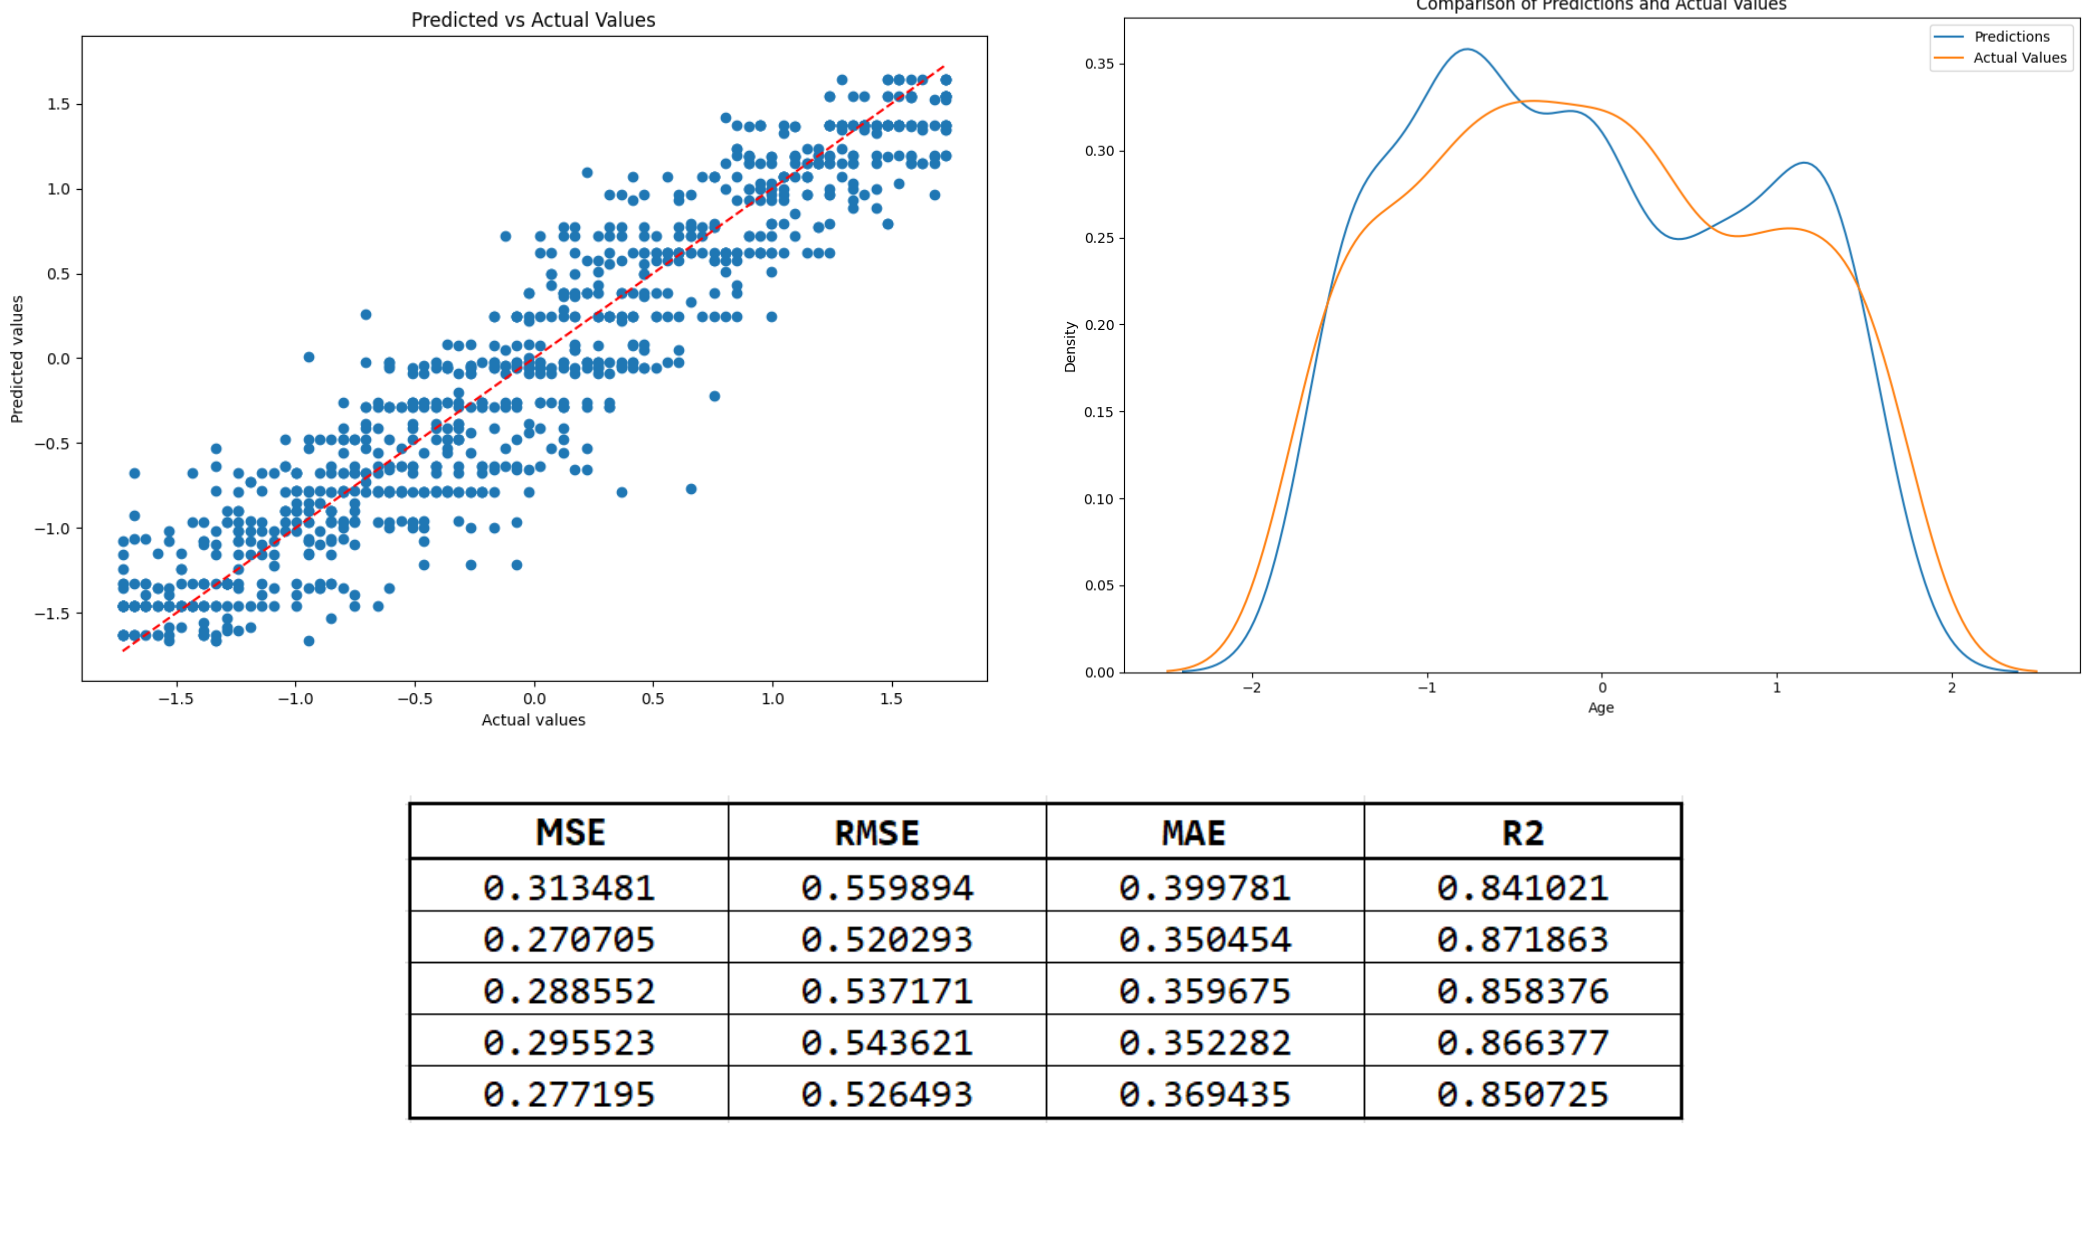 Predicted vs Actual Values
Predicted values
1.5
1.0
0.5
0.0
−0.5
−1.0
−1.5
−1.5 −1.0 −0.5 0.0 0.5 1.0 1.5
Actual values
Comparison of Predictions and Actual Values
Predictions
Actual Values
Density
0.35
0.30
0.25
0.20
0.15
0.10
0.05
0.00
−2 −1 0 1 2
Age
MSE RMSE MAE R2
0.313481 0.559894 0.399781 0.841021
0.270705 0.520293 0.350454 0.871863
0.288552 0.537171 0.359675 0.858376
0.295523 0.543621 0.352282 0.866377
0.277195 0.526493 0.369435 0.850725